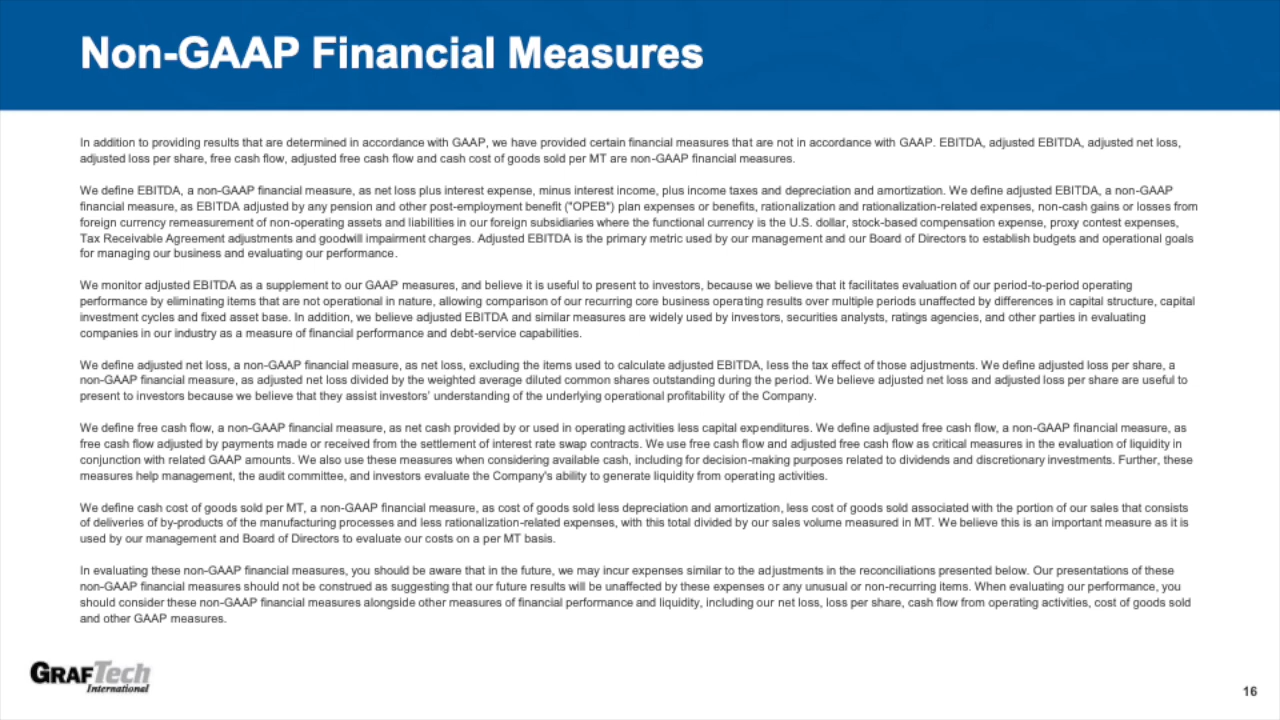 Non-GAAP Financial Measures
In addition to providing results that are determined in accordance with GAAP, we have provided certain financial measures that are not in accordance with GAAP. EBITDA, adjusted EBITDA, adjusted net loss,
adjusted loss per share, free cash flow, adjusted free cash flow and cash cost of goods sold per MT are non-GAAP financial measures.
We define EBITDA, a non-GAAP financial measure, as net loss plus interest expense, minus interest income, plus income taxes and depreciation and amortization. We define adjusted EBITDA, a non-GAAP
financial measure, as EBITDA adjusted by any pension and other post-employment benefit ("OPEB") plan expenses or benefits, rationalization and rationalization-related expenses, non-cash gains or losses from
foreign currency remeasurement of non-operating assets and liabilities in our foreign subsidiaries where the functional currency is the U.S. dollar, stock-based compensation expense, proxy contest expenses,
Tax Receivable Agreement adjustments and goodwill impairment charges. Adjusted EBITDA is the primary metric used by our management and our Board of Directors to establish budgets and operational goals
for managing our business and evaluating our performance.
We monitor adjusted EBITDA as a supplement to our GAAP measures, and believe it is useful to present to investors, because we believe that it facilitates evaluation of our period-to-period operating
performance by eliminating items that are not operational in nature, allowing comparison of our recurring core business operating results over multiple periods unaffected by differences in capital structure, capital
investment cycles and fixed asset base. In addition, we believe adjusted EBITDA and similar measures are widely used by investors, securities analysts, ratings agencies, and other parties in evaluating
companies in our industry as a measure of financial performance and debt-service capabilities.
We define adjusted net loss, a non-GAAP financial measure, as net loss, excluding the items used to calculate adjusted EBITDA, less the tax effect of those adjustments. We define adjusted loss per share, a
non-GAAP financial measure, as adjusted net loss divided by the weighted average diluted common shares outstanding during the period. We believe adjusted net loss and adjusted loss per share are useful to
present to investors because we believe that they assist investors' understanding of the underlying operational profitability of the Company.
We define free cash flow, a non-GAAP financial measure, as net cash provided by or used in operating activities less capital expenditures. We define adjusted free cash flow, a non-GAAP financial measure, as
free cash flow adjusted by payments made or received from the settlement of interest rate swap contracts. We use free cash flow and adjusted free cash flow as critical measures in the evaluation of liquidity in
conjunction with related GAAP amounts. We also use these measures when considering available cash, including for decision-making purposes related to dividends and discretionary investments. Further, these
measures help management, the audit committee, and investors evaluate the Company's ability to generate liquidity from operating activities.
We define cash cost of goods sold per MT, a non-GAAP financial measure, as cost of goods sold less depreciation and amortization, less cost of goods sold associated with the portion of our sales that consists
of deliveries of by-products of the manufacturing processes and less rationalization-related expenses, with this total divided by our sales volume measured in MT. We believe this is an important measure as it is
used by our management and Board of Directors to evaluate our costs on a per MT basis.
In evaluating these non-GAAP financial measures, you should be aware that in the future, we may incur expenses similar to the adjustments in the reconciliations presented below. Our presentations of these
non-GAAP financial measures should not be construed as suggesting that our future results will be unaffected by these expenses or any unusual or non-recurring items. When evaluating our performance, you
should consider these non-GAAP financial measures alongside other measures of financial performance and liquidity, including our net loss, loss per share, cash flow from operating activities, cost of goods sold
and other GAAP measures.
GRAFTech
International
16